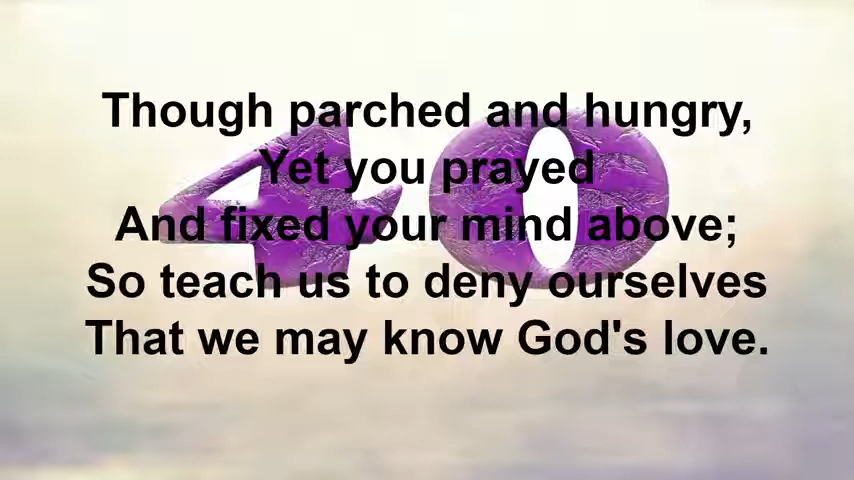 40
Though parched and hungry,
Yet you prayed
And fixed your mind above;
So teach us to deny ourselves
That we may know God's love.